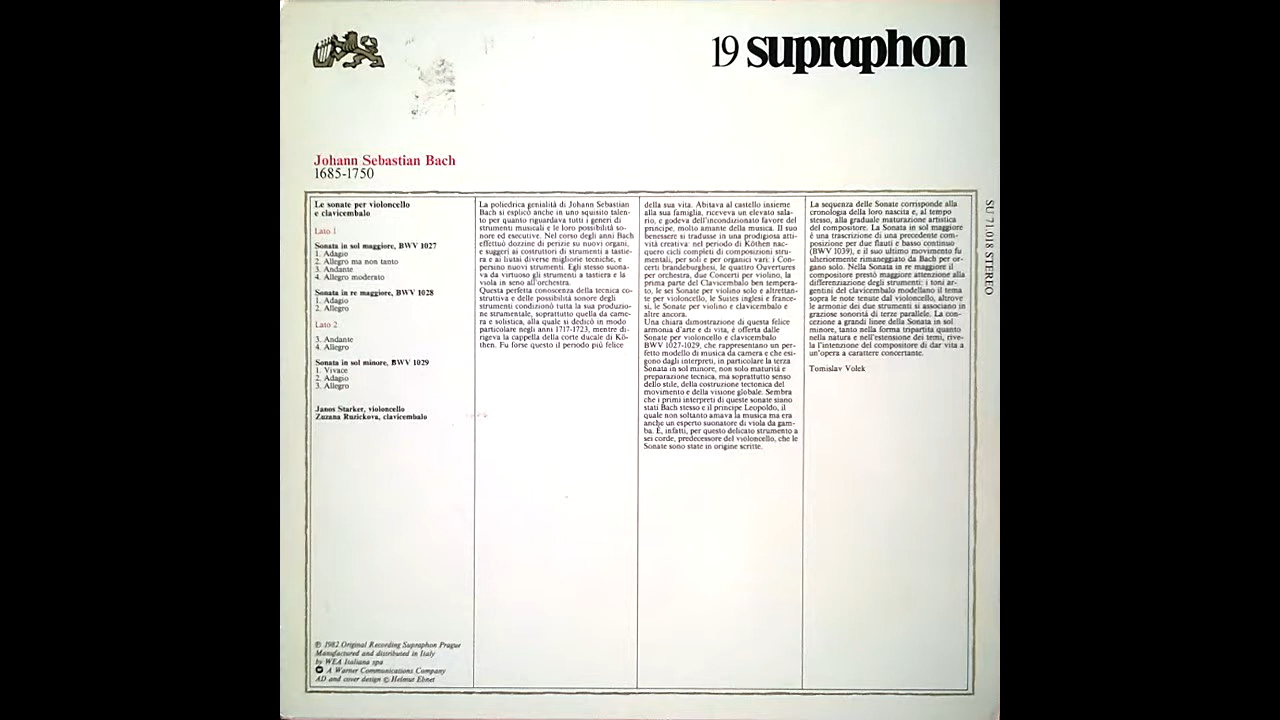 19 supraphon
Johann Sebastian Bach
1685-1750
Le sonate per violoncello
e clavicembalo
Lato 1
Sonata in sol maggiore, BWV 1027
1. Adagio
2. Allegro ma non tanto
3. Andante
4. Allegro moderato
Sonata in re maggiore, BWV 1028
1. Adagio
2. Allegro
Lato 2
3. Andante
4. Allegro
Sonata in sol minore, BWV 1029
1. Vivace
2. Adagio
3. Allegro
Janos Starker, violoncello
Zuzana Ruzickova, clavicembalo
℗ 1982 Original Recording Supraphon Prague
Manufactured and distributed in Italy
by WEA Italiana spa
A Warner Communications Company
AD and cover design © Helmut Ebnet
La poliedrica genialità di Johann Sebastian
Bach si esplicò anche in uno squisito talen-
to per quanto riguardava tutti i generi di
strumenti musicali e le loro possibilità so-
nore ed esecutive. Nel corso degli anni Bach
effettuò dozzine di perizie su nuovi organi,
e suggerì ai costruttori di strumenti a tastie-
ra e ai liutai diverse migliorie tecniche, e
persino nuovi strumenti. Egli stesso suona-
va da virtuoso gli strumenti a tastiera e la
viola in seno all'orchestra.
Questa perfetta conoscenza della tecnica co-
struttiva e delle possibilità sonore degli
strumenti condizionò tutta la sua produzio-
ne strumentale, soprattutto quella da came-
ra e solistica, alla quale si dedicò in modo
particolare negli anni 1717-1723, mentre di-
rigeva la cappella della corte ducale di Kö-
then. Fu forse questo il periodo più felice
della sua vita. Abitava al castello insieme
alla sua famiglia, riceveva un elevato sala-
rio, e godeva dell'incondizionato favore del
principe, molto amante della musica. Il suo
benessere si tradusse in una prodigiosa atti-
vità creativa: nel periodo di Köthen nac-
quero cicli completi di composizioni stru-
mentali, per soli e per organici vari: i Con-
certi brandeburghesi, le quattro Ouvertures
per orchestra, due Concerti per violino, la
prima parte del Clavicembalo ben tempera-
to, le sei Sonate per violino solo e altrettan-
te per violoncello, le Suites inglesi e france-
si, le Sonate per violino e clavicembalo e
altre ancora.
Una chiara dimostrazione di questa felice
armonia d'arte e di vita, è offerta dalle
Sonate per violoncello e clavicembalo
BWV 1027-1029, che rappresentano un per-
fetto modello di musica da camera e che esi-
gono dagli interpreti, in particolare la terza
Sonata in sol minore, non solo maturità e
preparazione tecnica, ma soprattutto senso
dello stile, della costruzione tectonica del
movimento e della visione globale. Sembra
che i primi interpreti di queste sonate siano
stati Bach stesso e il principe Leopoldo, il
quale non soltanto amava la musica ma era
anche un esperto suonatore di viola da gam-
ba. È, infatti, per questo delicato strumento a
sei corde, predecessore del violoncello, che le
Sonate sono state in origine scritte.
La sequenza delle Sonate corrisponde alla
cronologia della loro nascita e, al tempo
stesso, alla graduale maturazione artistica
del compositore. La Sonata in sol maggiore
è una trascrizione di una precedente com-
posizione per due flauti e basso continuo
(BWV 1039), e il suo ultimo movimento fu
ulteriormente rimaneggiato da Bach per or-
gano solo. Nella Sonata in re maggiore il
compositore prestò maggiore attenzione alla
differenziazione degli strumenti: i toni ar-
gentini del clavicembalo modellano il tema
sopra le note tenute dal violoncello, altrove
le armonie dei due strumenti si associano in
graziose sonorità di terze parallele. La con-
cezione a grandi linee della Sonata in sol
minore, tanto nella forma tripartita quanto
nella natura e nell'estensione dei temi, rive-
la l'intenzione del compositore di dar vita a
un'opera a carattere concertante.
Tomislav Volek
SU 71.018 STEREO